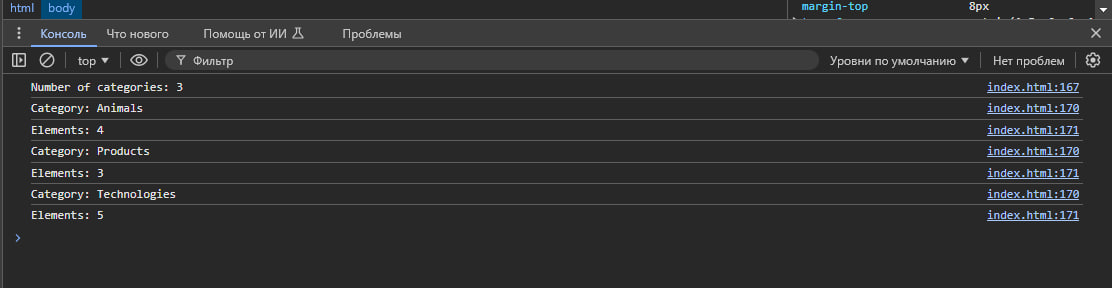 html body
margin-top 8px
Консоль Что нового Помощь от ИИ Проблемы
top Фильтр Уровни по умолчанию Нет проблем
Number of categories: 3 index.html:167
Category: Animals index.html:170
Elements: 4 index.html:171
Category: Products index.html:170
Elements: 3 index.html:171
Category: Technologies index.html:170
Elements: 5 index.html:171